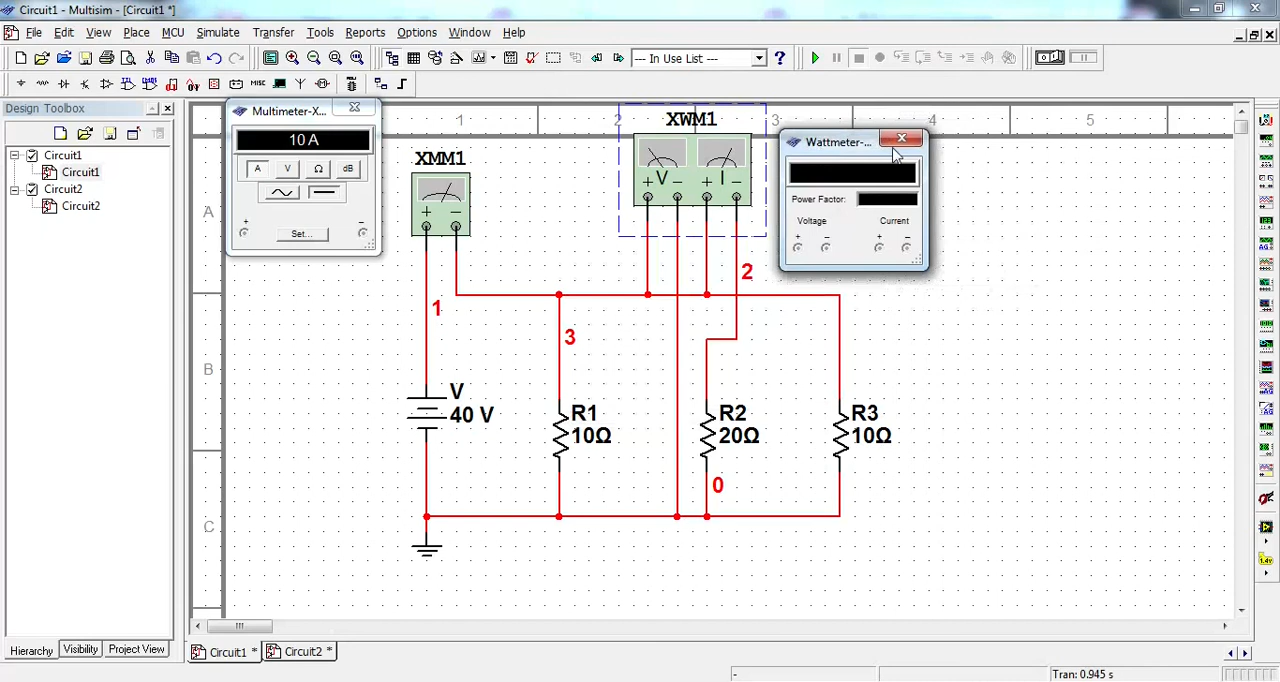 Circuit1 - Multisim - [Circuit1 *]
File Edit View Place MCU Simulate Transfer Tools Reports Options Window Help
--- In Use List ---
?
MISC
Design Toolbox
Circuit1
Circuit1
Circuit2
Circuit2
Hierarchy Visibility Project View
1 2 3 4 5
A
B
C
Multimeter-X...
10 A
A V Ω dB
+ Set... -
XMM1
+ -
XWM1
V I
+ - + -
Wattmeter-...
Power Factor:
Voltage Current
+ - + -
1
2
3
V
40 V
R1
10Ω
R2
20Ω
R3
10Ω
0
Circuit1 * Circuit2 *
-
Tran: 0.945 s